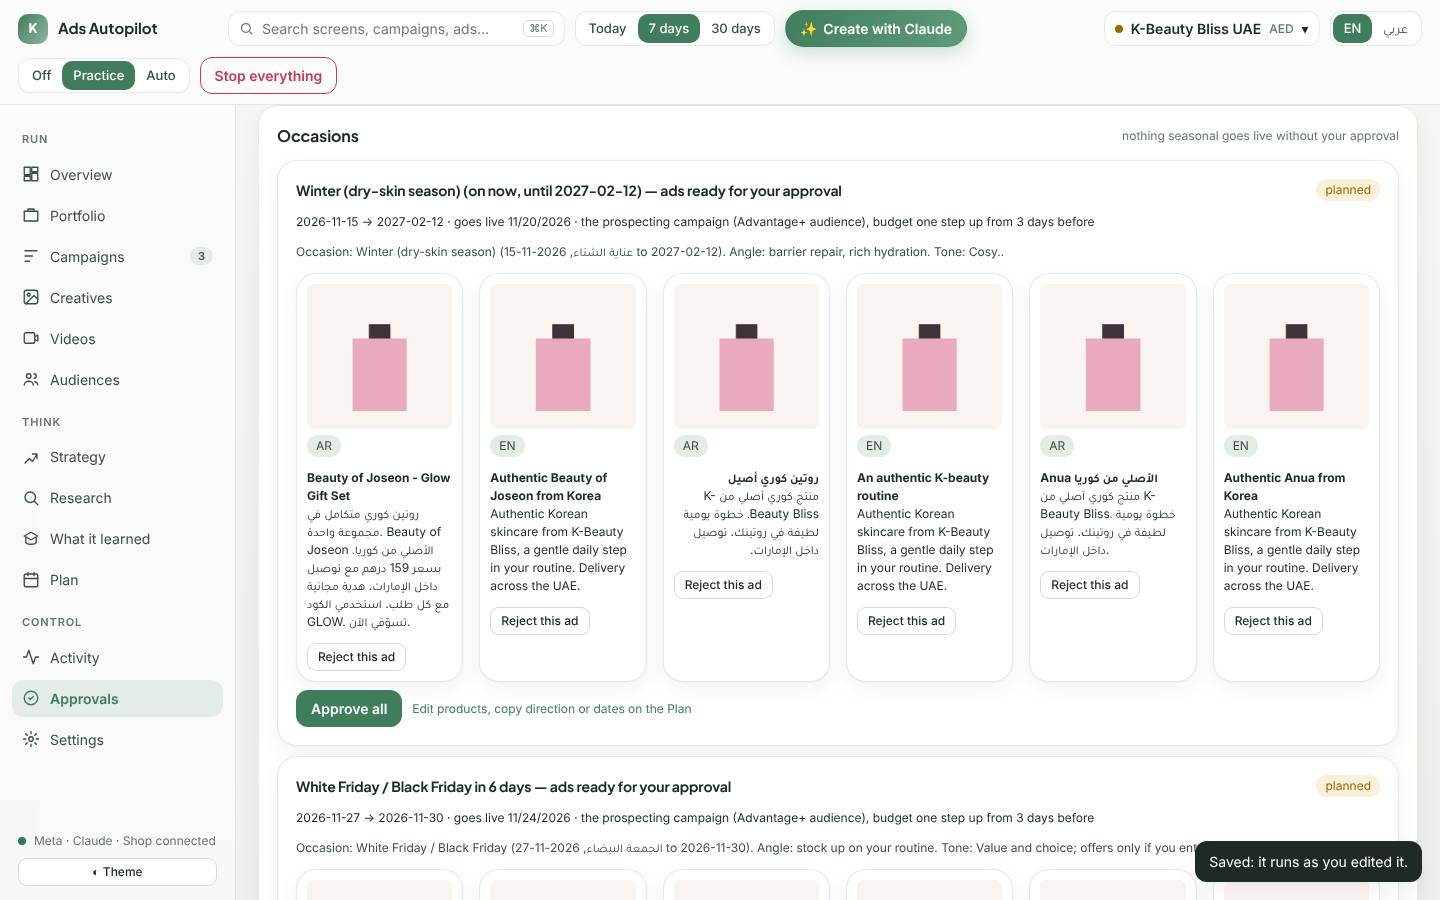 K
Ads Autopilot
Search screens, campaigns, ads...
⌘K
Today
7 days
30 days
✨ Create with Claude
K-Beauty Bliss UAE AED ▾
EN
عربي
Off
Practice
Auto
Stop everything
RUN
Overview
Portfolio
Campaigns
3
Creatives
Videos
Audiences
THINK
Strategy
Research
What it learned
Plan
CONTROL
Activity
Approvals
Settings
Meta · Claude · Shop connected
Theme
Occasions
nothing seasonal goes live without your approval
Winter (dry-skin season) (on now, until 2027-02-12) — ads ready for your approval
planned
2026-11-15 → 2027-02-12 · goes live 11/20/2026 · the prospecting campaign (Advantage+ audience), budget one step up from 3 days before
Occasion: Winter (dry-skin season) (عناية الشتاء, 2026-11-15 to 2027-02-12). Angle: barrier repair, rich hydration. Tone: Cosy..
AR
Beauty of Joseon - Glow
Gift Set
روتين كوري متكامل في
مجموعة واحدة. Beauty of
Joseon الأصلي من كوريا.
بسعر 159 درهم مع توصيل
داخل الإمارات. هدية مجانية
مع كل طلب. استخدمي الكود
GLOW. تسوّقي الآن.
Reject this ad
EN
Authentic Beauty of
Joseon from Korea
Authentic Korean
skincare from K-Beauty
Bliss, a gentle daily step
in your routine. Delivery
across the UAE.
Reject this ad
AR
روتين كوري أصيل
منتج كوري أصلي من K-
Beauty Bliss. خطوة يومية
لطيفة في روتينك. توصيل
داخل الإمارات.
Reject this ad
EN
An authentic K-beauty
routine
Authentic Korean
skincare from K-Beauty
Bliss, a gentle daily step
in your routine. Delivery
across the UAE.
Reject this ad
AR
Anua الأصلي من كوريا
منتج كوري أصلي من K-
Beauty Bliss. خطوة يومية
لطيفة في روتينك. توصيل
داخل الإمارات.
Reject this ad
EN
Authentic Anua from
Korea
Authentic Korean
skincare from K-Beauty
Bliss, a gentle daily step
in your routine. Delivery
across the UAE.
Reject this ad
Approve all
Edit products, copy direction or dates on the Plan
White Friday / Black Friday in 6 days — ads ready for your approval
planned
2026-11-27 → 2026-11-30 · goes live 11/24/2026 · the prospecting campaign (Advantage+ audience), budget one step up from 3 days before
Occasion: White Friday / Black Friday (الجمعة البيضاء, 2026-11-27 to 2026-11-30). Angle: stock up on your routine. Tone: Value and choice; offers only if you
Saved: it runs as you edited it.